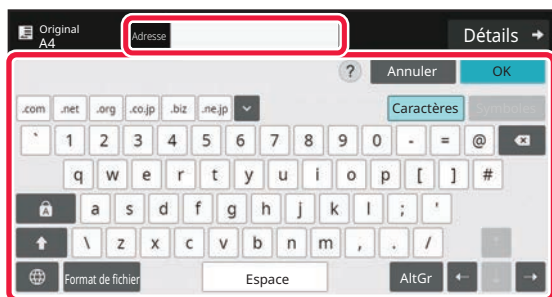 Original
A4
Adresse
Détails →
? Annuler OK
.com .net .org .co.jp .biz .ne.jp Caractères Symboles
` 1 2 3 4 5 6 7 8 9 0 - = @
q w e r t y u i o p [ ] #
A a s d f g h j k l ; '
\ z x c v b n m , . /
Format de fichier Espace AltGr ← ↓ →